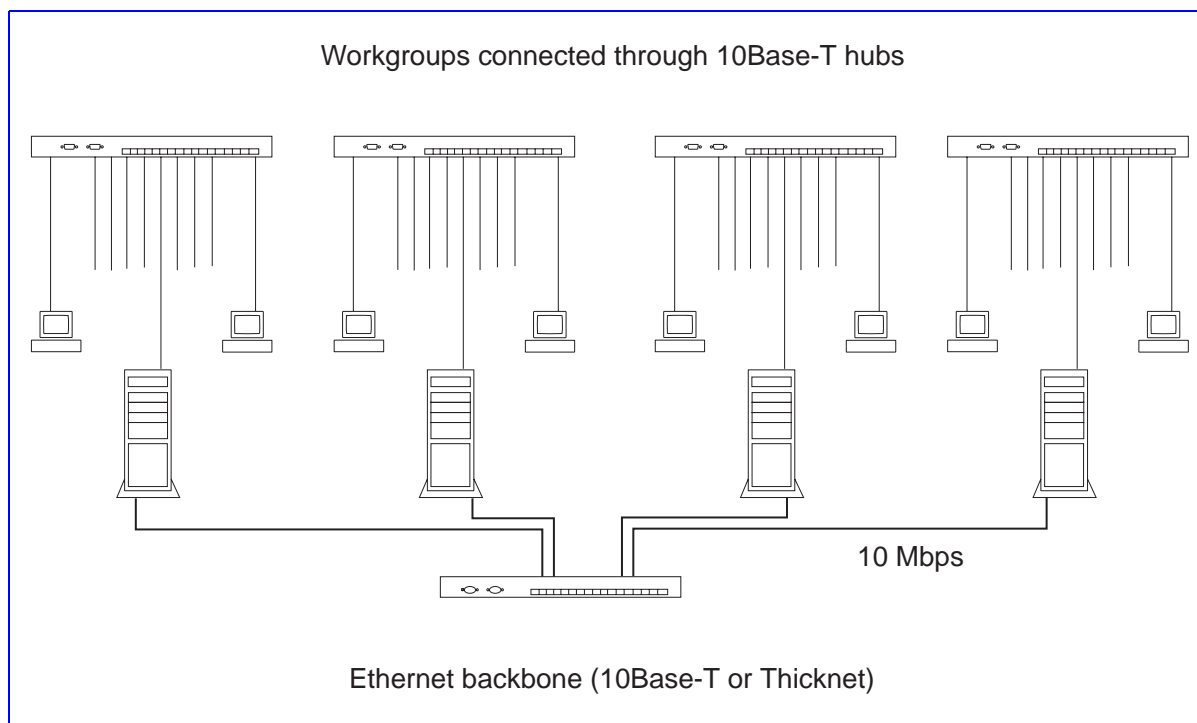 Workgroups connected through 10Base-T hubs
10 Mbps
Ethernet backbone (10Base-T or Thicknet)